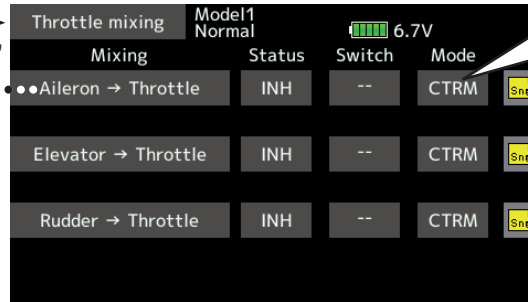 Throttle mixing Model1
Normal 6.7V
Mixing Status Switch Mode
Aileron → Throttle INH -- CTRM
Elevator → Throttle INH -- CTRM
Rudder → Throttle INH -- CTRM